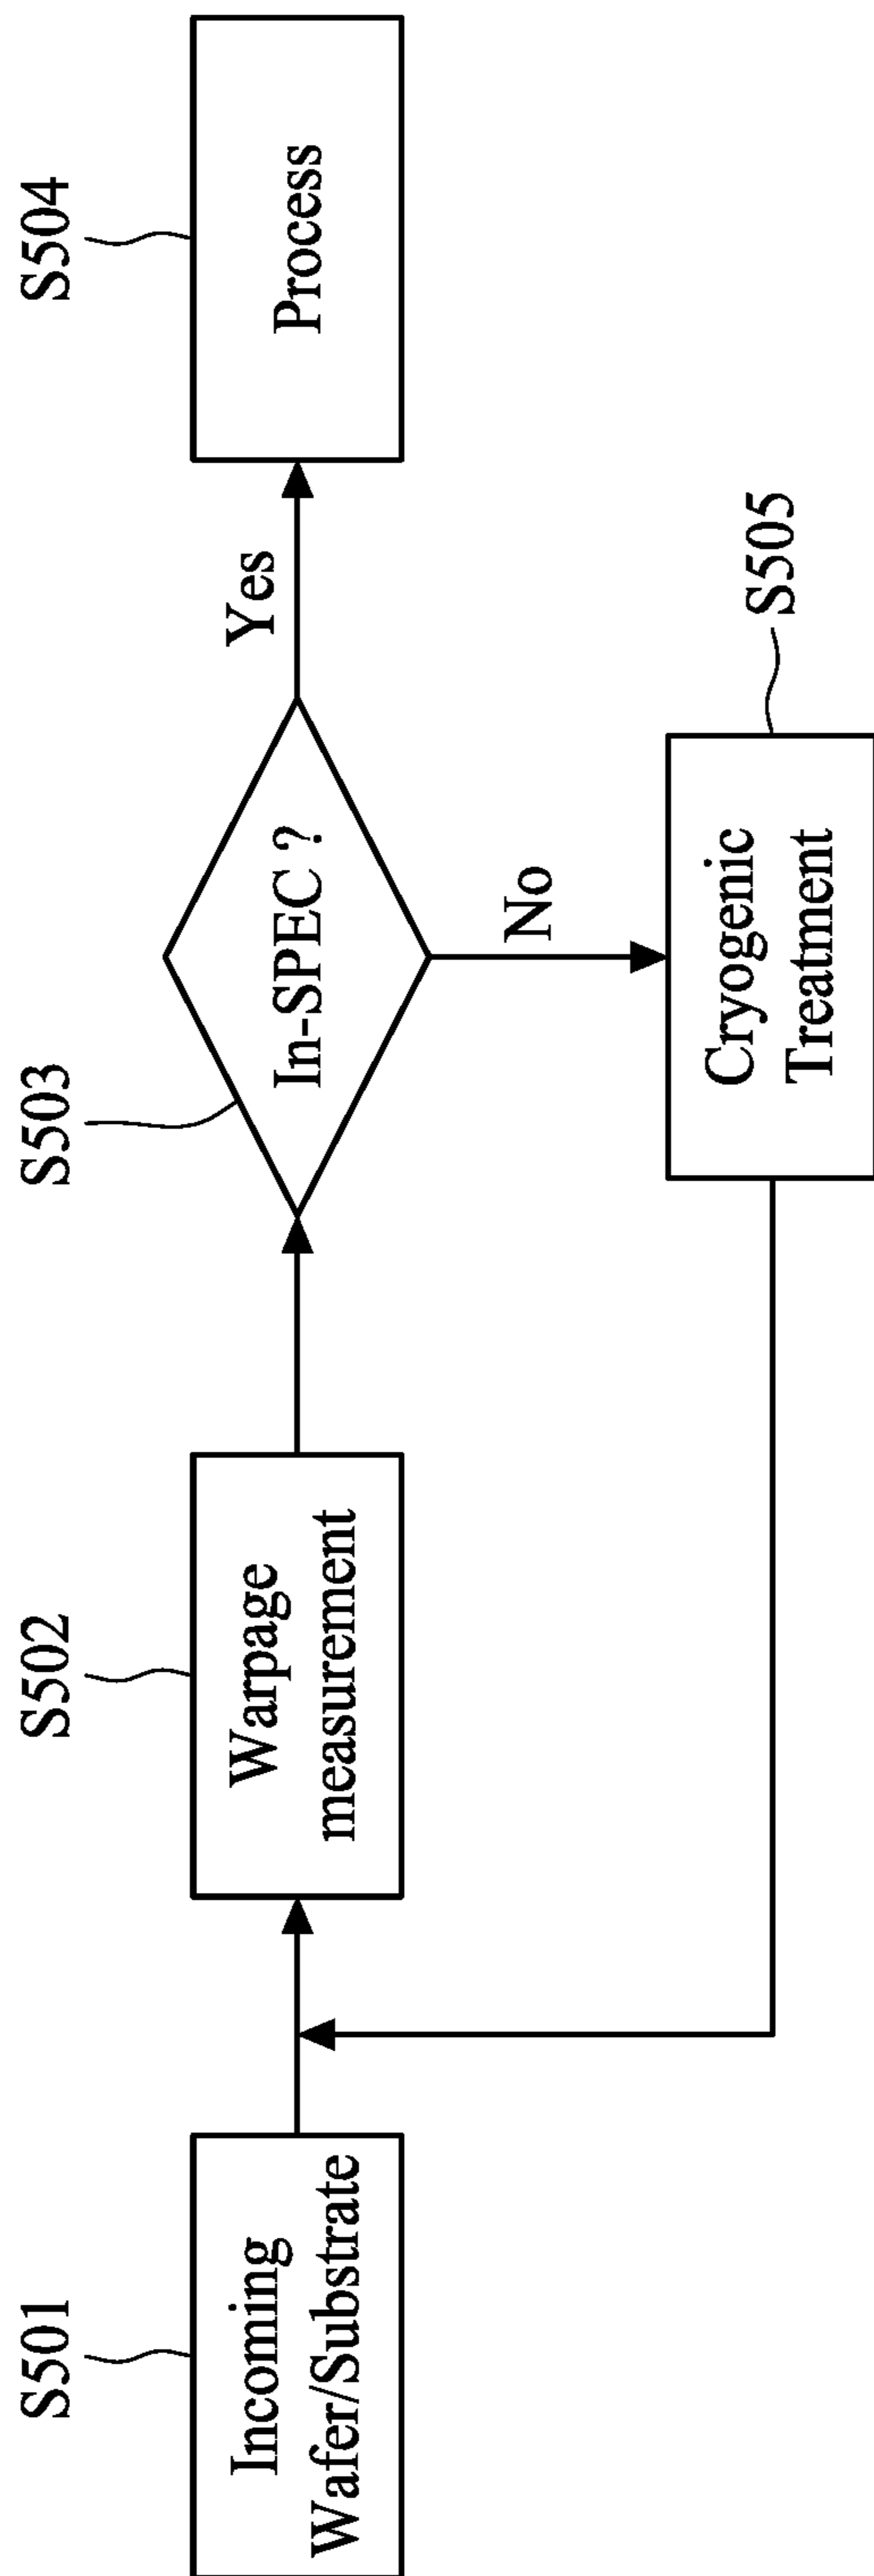 S501
Incoming
Wafer/Substrate
S502
Warpage
measurement
S503
In-SPEC ?
Yes
S504
Process
No
Cryogenic
Treatment
S505